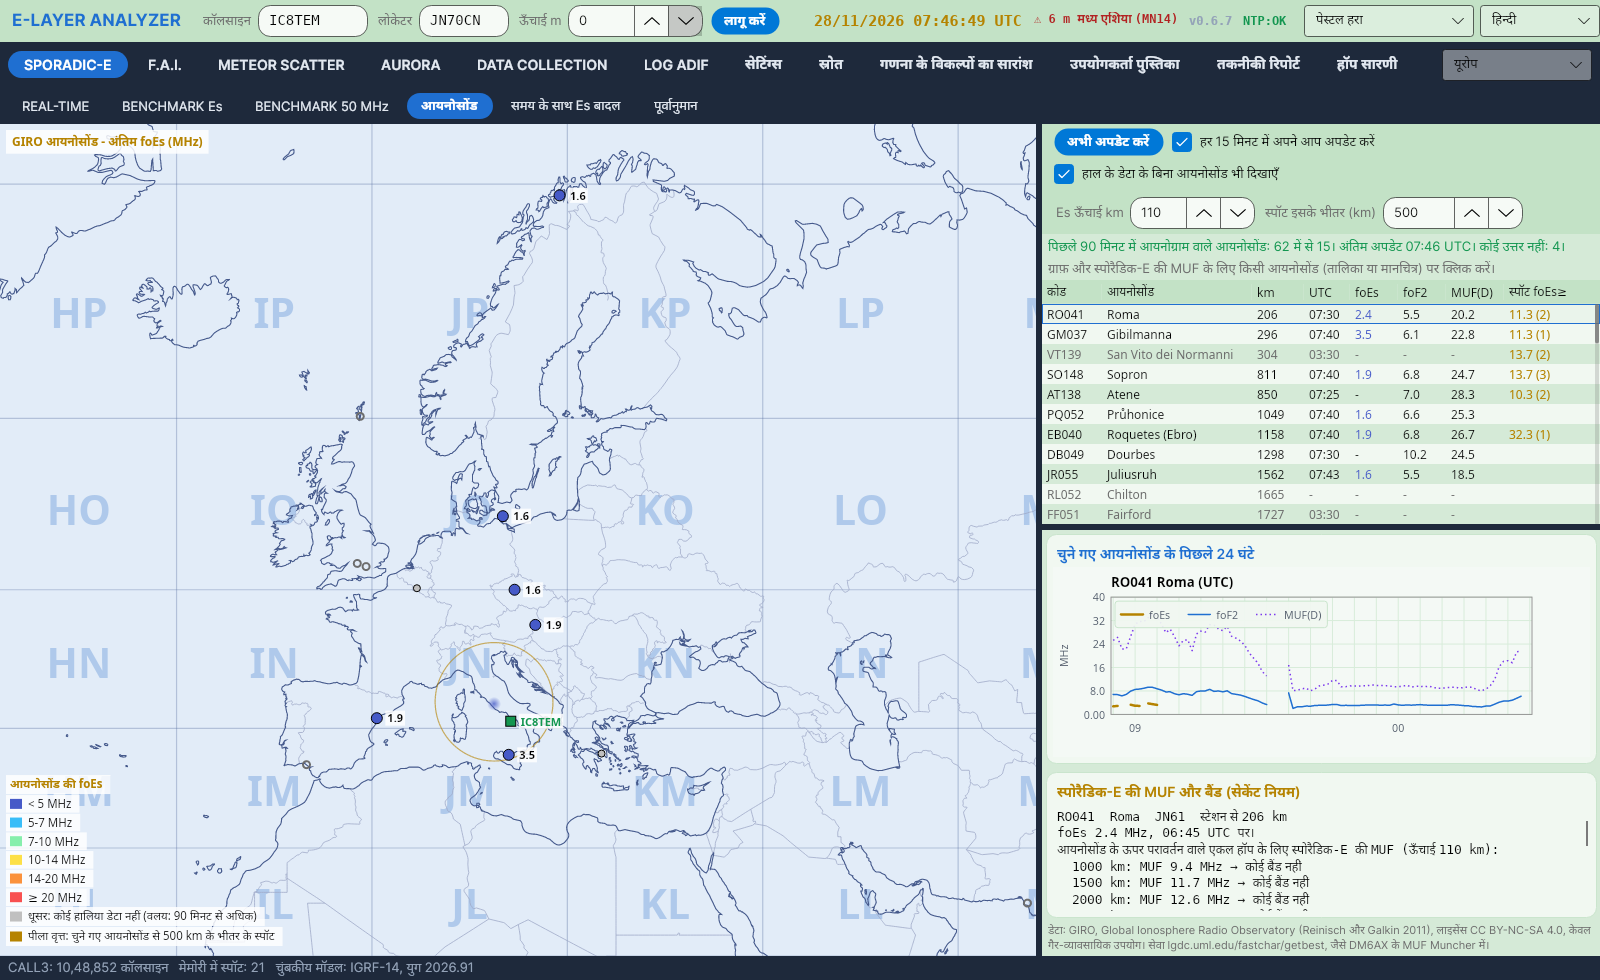 E-LAYER ANALYZER कॉलसाइन IC8TEM लोकेटर JN70CN ऊँचाई m 0 लागू करें 28/11/2026 07:46:49 UTC ⚠ 6 m मध्य एशिया (MN14) v0.6.7 NTP:OK पेस्टल हरा हिन्दी
SPORADIC-E F.A.I. METEOR SCATTER AURORA DATA COLLECTION LOG ADIF सेटिंग्स स्रोत गणना के विकल्पों का सारांश उपयोगकर्ता पुस्तिका तकनीकी रिपोर्ट हॉप सारणी यूरोप
REAL-TIME BENCHMARK Es BENCHMARK 50 MHz आयनोसोंड समय के साथ Es बादल पूर्वानुमान
GIRO आयनोसोंड - अंतिम foEs (MHz)
1.6
HP IP JP KP LP
HO IO JO KO LO
1.6
1.6
1.9
HN IN JN KN LN
1.9
IC8TEM
3.5
IM JM KM LM
IL JL KL LL
आयनोसोंड की foEs
< 5 MHz
5-7 MHz
7-10 MHz
10-14 MHz
14-20 MHz
≥ 20 MHz
धूसर: कोई हालिया डेटा नहीं (वलय: 90 मिनट से अधिक)
पीला वृत्त: चुने गए आयनोसोंड से 500 km के भीतर के स्पॉट
अभी अपडेट करें हर 15 मिनट में अपने आप अपडेट करें
हाल के डेटा के बिना आयनोसोंड भी दिखाएँ
Es ऊँचाई km 110 स्पॉट इसके भीतर (km) 500
पिछले 90 मिनट में आयनोग्राम वाले आयनोसोंड: 62 में से 15। अंतिम अपडेट 07:46 UTC। कोई उत्तर नहीं: 4।
ग्राफ़ और स्पोरैडिक-E की MUF के लिए किसी आयनोसोंड (तालिका या मानचित्र) पर क्लिक करें।
कोड आयनोसोंड km UTC foEs foF2 MUF(D) स्पॉट foEs≥
RO041 Roma 206 07:30 2.4 5.5 20.2 11.3 (2)
GM037 Gibilmanna 296 07:40 3.5 6.1 22.8 11.3 (1)
VT139 San Vito dei Normanni 304 03:30 - - - 13.7 (2)
SO148 Sopron 811 07:40 1.9 6.8 24.7 13.7 (3)
AT138 Atene 850 07:25 - 7.0 28.3 10.3 (2)
PQ052 Průhonice 1049 07:40 1.6 6.6 25.3
EB040 Roquetes (Ebro) 1158 07:40 1.9 6.8 26.7 32.3 (1)
DB049 Dourbes 1298 07:30 - 10.2 24.5
JR055 Juliusruh 1562 07:43 1.6 5.5 18.5
RL052 Chilton 1665 - - - -
FF051 Fairford 1727 03:30 - - -
चुने गए आयनोसोंड के पिछले 24 घंटे
RO041 Roma (UTC)
40
foEs foF2 MUF(D)
32
24
MHz
16
8.0
0.00
09 00
स्पोरैडिक-E की MUF और बैंड (सेकेंट नियम)
RO041 Roma JN61 स्टेशन से 206 km
foEs 2.4 MHz, 06:45 UTC पर।
आयनोसोंड के ऊपर परावर्तन वाले एकल हॉप के लिए स्पोरैडिक-E की MUF (ऊँचाई 110 km):
1000 km: MUF 9.4 MHz → कोई बैंड नहीं
1500 km: MUF 11.7 MHz → कोई बैंड नहीं
2000 km: MUF 12.6 MHz → कोई बैंड नहीं
डेटा: GIRO, Global Ionosphere Radio Observatory (Reinisch और Galkin 2011), लाइसेंस CC BY-NC-SA 4.0, केवल
गैर-व्यावसायिक उपयोग। सेवा lgdc.uml.edu/fastchar/getbest, जैसे DM6AX के MUF Muncher में।
CALL3: 10,48,852 कॉलसाइन मेमोरी में स्पॉट: 21 चुंबकीय मॉडल: IGRF-14, युग 2026.91